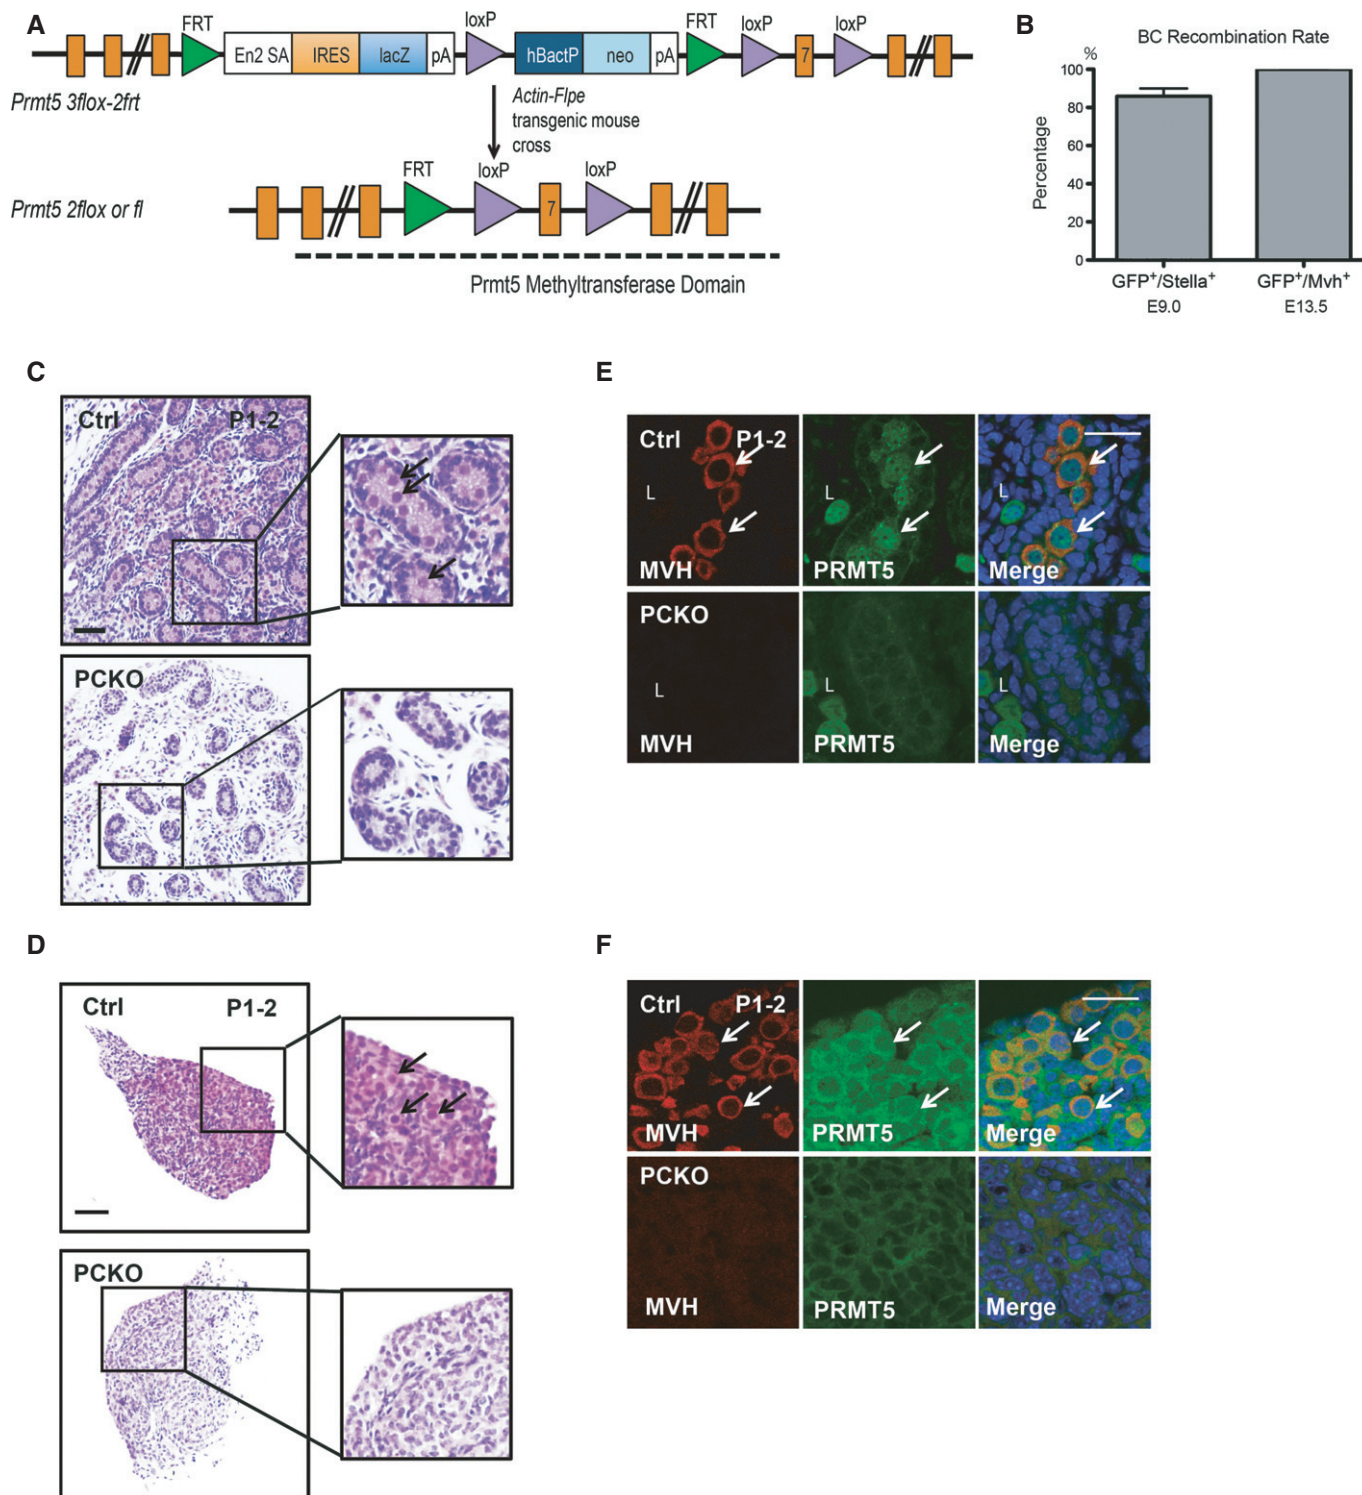 A
FRT
loxP
FRT
loxP
loxP
En2 SA
IRES
lacZ
pA
hBactP
neo
pA
7
Prmt5 3flox-2frt
Actin-Flpe
transgenic mouse
cross
FRT
loxP
loxP
Prmt5 2flox or fl
7
Prmt5 Methyltransferase Domain
B
BC Recombination Rate
%
100
80
60
40
20
0
Percentage
GFP⁺/Stella⁺
GFP⁺/Mvh⁺
E9.0
E13.5
C
Ctrl
P1-2
PCKO
D
Ctrl
P1-2
PCKO
E
Ctrl
P1-2
L
L
L
MVH
PRMT5
Merge
PCKO
L
L
L
MVH
PRMT5
Merge
F
Ctrl
P1-2
MVH
PRMT5
Merge
PCKO
MVH
PRMT5
Merge